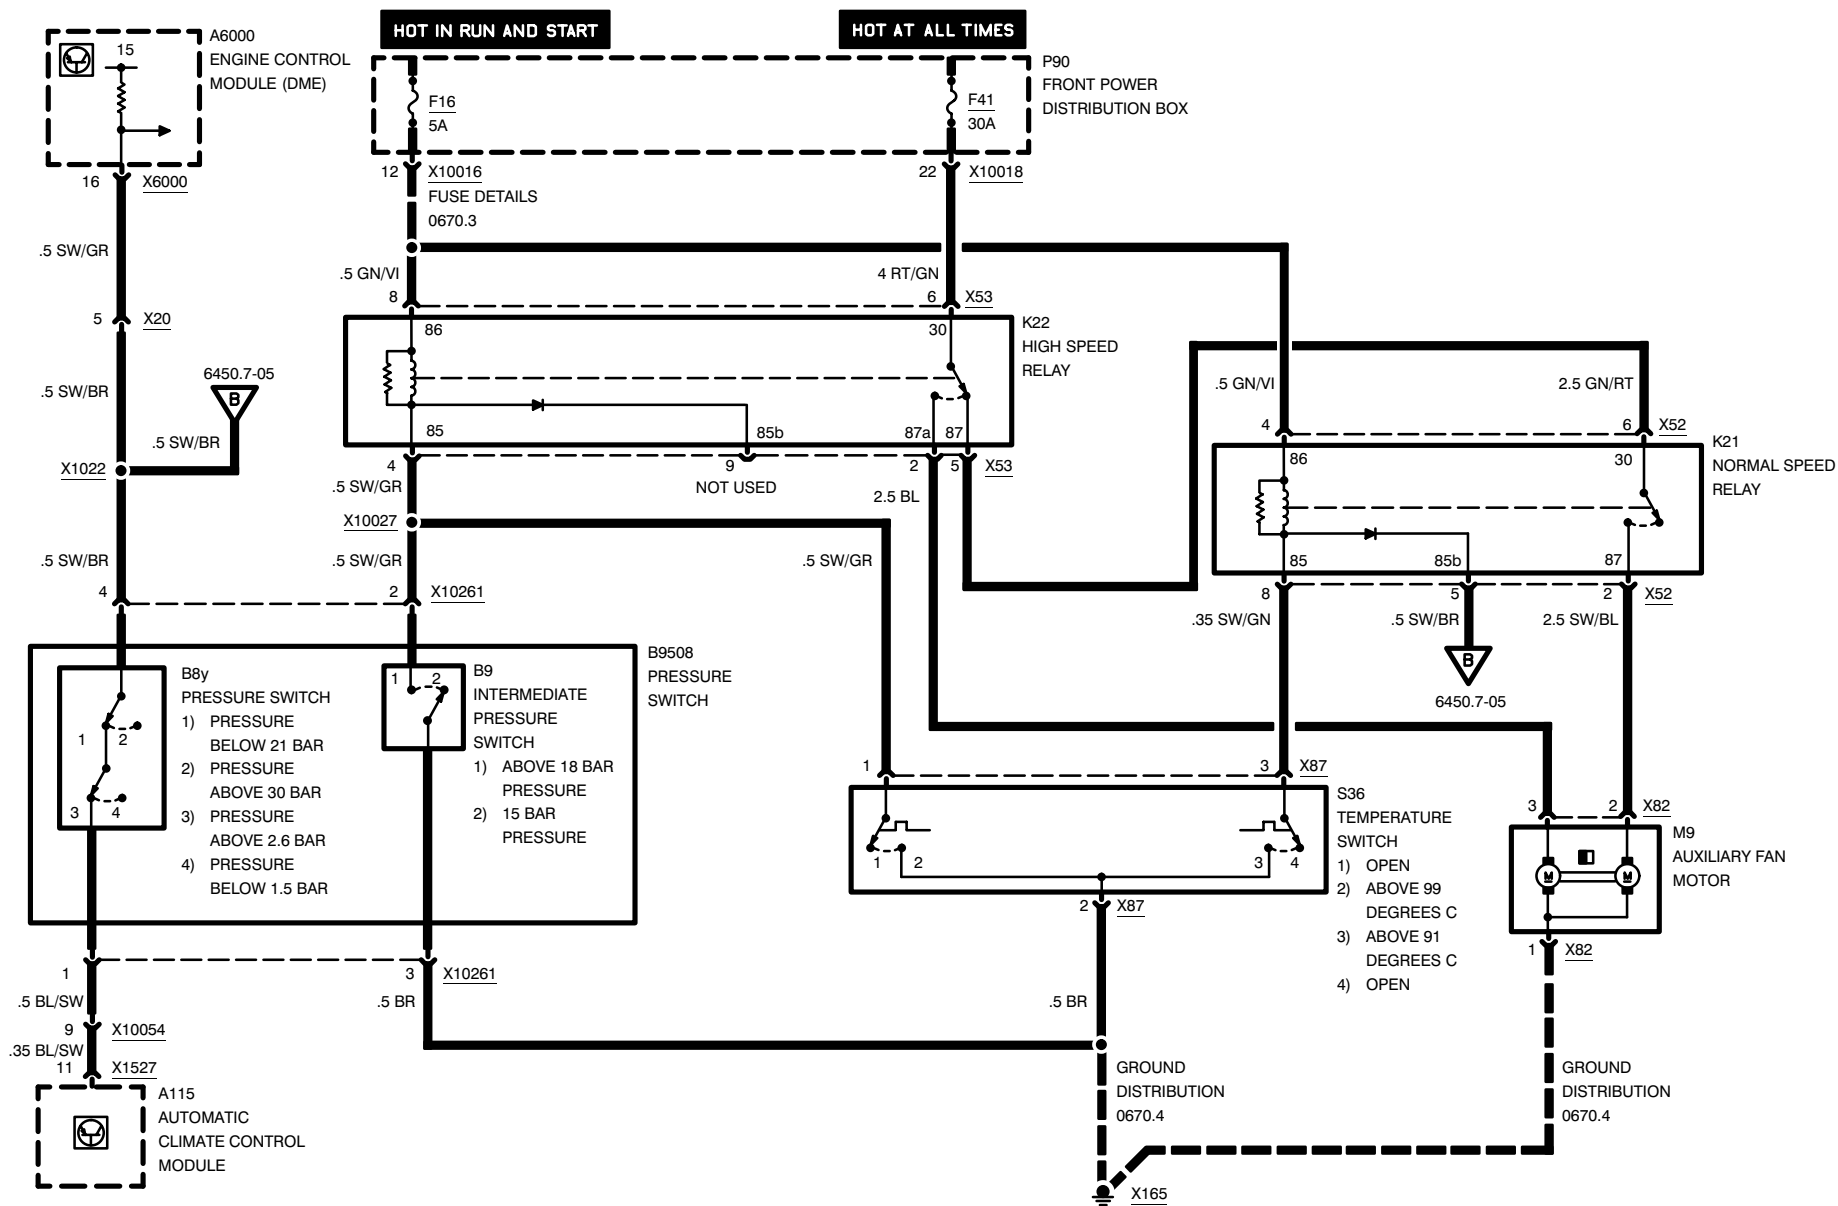 HOT IN RUN AND START
HOT AT ALL TIMES
A6000
ENGINE CONTROL
MODULE (DME)
15
16
X6000
.5 SW/GR
5
X20
.5 SW/BR
6450.7-05
B
.5 SW/BR
X1022
.5 SW/BR
4
P90
FRONT POWER
DISTRIBUTION BOX
F16
5A
F41
30A
12
X10016
FUSE DETAILS
0670.3
22
X10018
.5 GN/VI
4 RT/GN
8
6
X53
K22
HIGH SPEED
RELAY
86
30
85
85b
87a
87
4
9
2
5
X53
NOT USED
.5 SW/GR
2.5 BL
X10027
.5 SW/GR
.5 SW/GR
2
X10261
.5 GN/VI
2.5 GN/RT
4
6
X52
K21
NORMAL SPEED
RELAY
86
30
85
85b
87
8
5
2
X52
.35 SW/GN
.5 SW/BR
2.5 SW/BL
B
6450.7-05
B9508
PRESSURE
SWITCH
B8y
PRESSURE SWITCH
1) PRESSURE
BELOW 21 BAR
2) PRESSURE
ABOVE 30 BAR
3) PRESSURE
ABOVE 2.6 BAR
4) PRESSURE
BELOW 1.5 BAR
1
2
3
4
B9
INTERMEDIATE
PRESSURE
SWITCH
1) ABOVE 18 BAR
PRESSURE
2) 15 BAR
PRESSURE
1
2
1
3
X10261
.5 BL/SW
.5 BR
9
X10054
.35 BL/SW
11
X1527
A115
AUTOMATIC
CLIMATE CONTROL
MODULE
1
3
X87
S36
TEMPERATURE
SWITCH
1) OPEN
2) ABOVE 99
DEGREES C
3) ABOVE 91
DEGREES C
4) OPEN
1
2
3
4
2
X87
.5 BR
GROUND
DISTRIBUTION
0670.4
X165
3
2
X82
M9
AUXILIARY FAN
MOTOR
M
M
1
X82
GROUND
DISTRIBUTION
0670.4